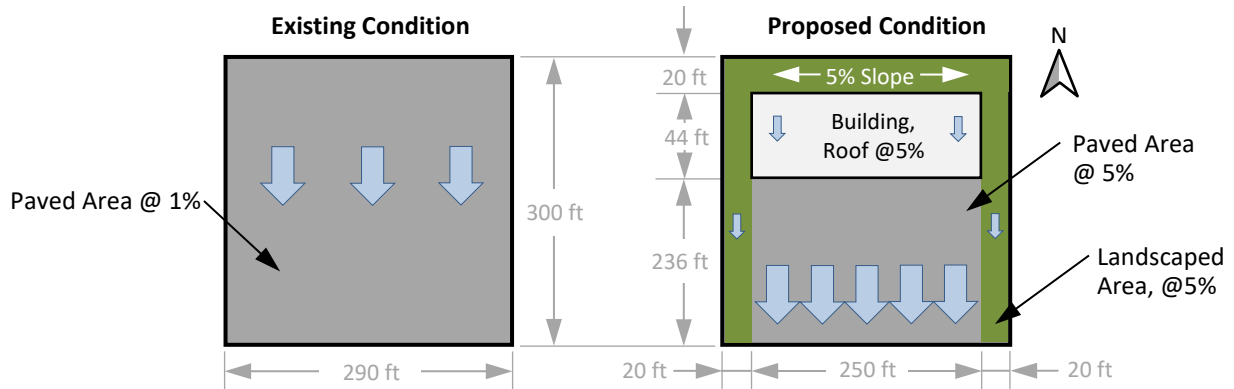 Existing Condition
Proposed Condition
N
20 ft
5% Slope
44 ft
Building,
Roof @5%
Paved Area
@ 5%
Paved Area @ 1%
300 ft
236 ft
Landscaped
Area, @5%
290 ft
20 ft
250 ft
20 ft